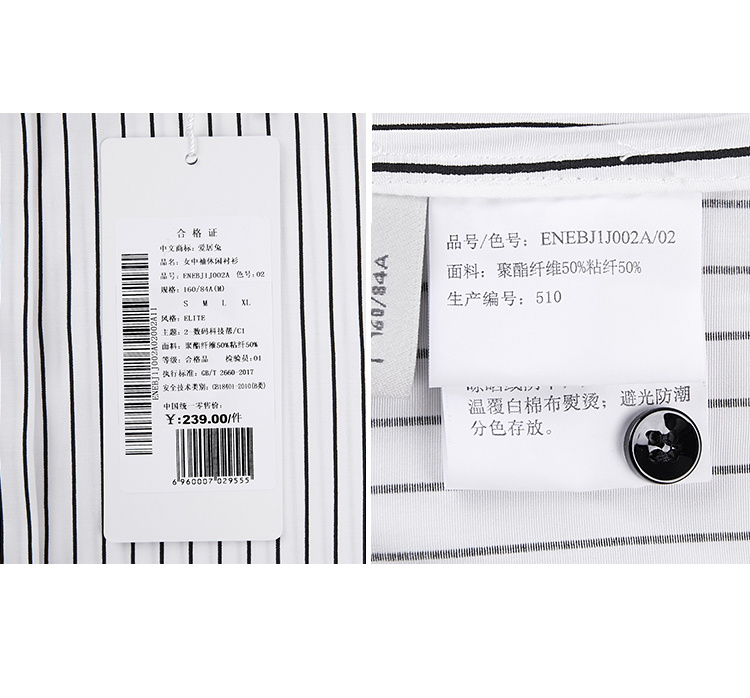 合格证
中文商标：爱居兔
品名：女中袖休闲衬衫
品号：ENEBJ1J002A 色号：02
规格：160/84A(M)
S M L XL
风格：ELITE
主题：2-数码科技帮/C1
面料：聚酯纤维50%粘纤50%
等级：合格品 检验员：01
执行标准：GB/T 2660-2017
安全技术类别：(GB18401-2010(B类)
中国统一零售价：
¥:239.00/件
6 960007 029555
ENEBJ1J002A02002A11
160/84A
品号/色号：ENEBJ1J002A/02
面料：聚酯纤维50%粘纤50%
生产编号：510
温覆白棉布熨烫；避光防潮
分色存放。